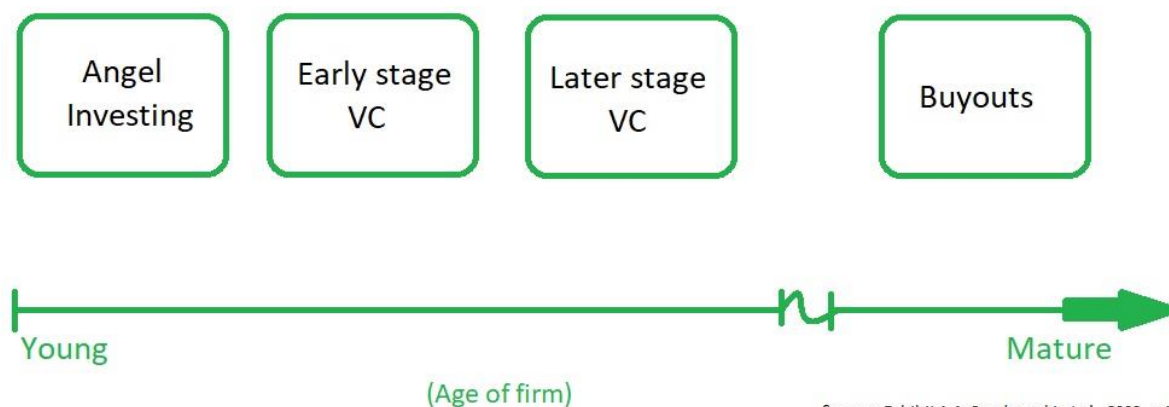 Angel
Investing
Early stage
VC
Later stage
VC
Buyouts
Young
Mature
(Age of firm)